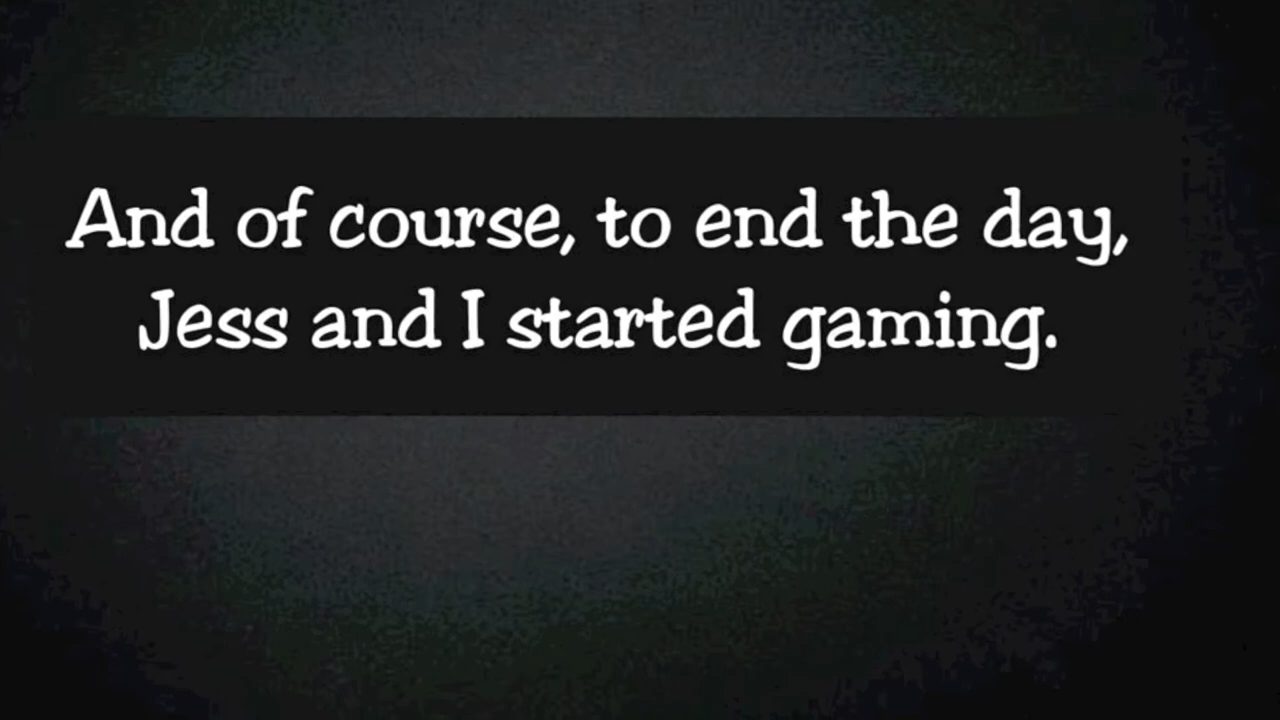 And of course, to end the day,
Jess and I started gaming.